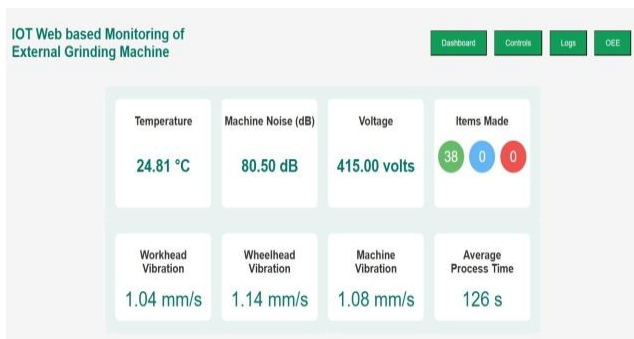 IOT Web based Monitoring of
External Grinding Machine
Dashboard
Controls
Logs
OEE
Temperature
24.81 °C
Machine Noise (dB)
80.50 dB
Voltage
415.00 volts
Items Made
38 0 0
Workhead
Vibration
1.04 mm/s
Wheelhead
Vibration
1.14 mm/s
Machine
Vibration
1.08 mm/s
Average
Process Time
126 s